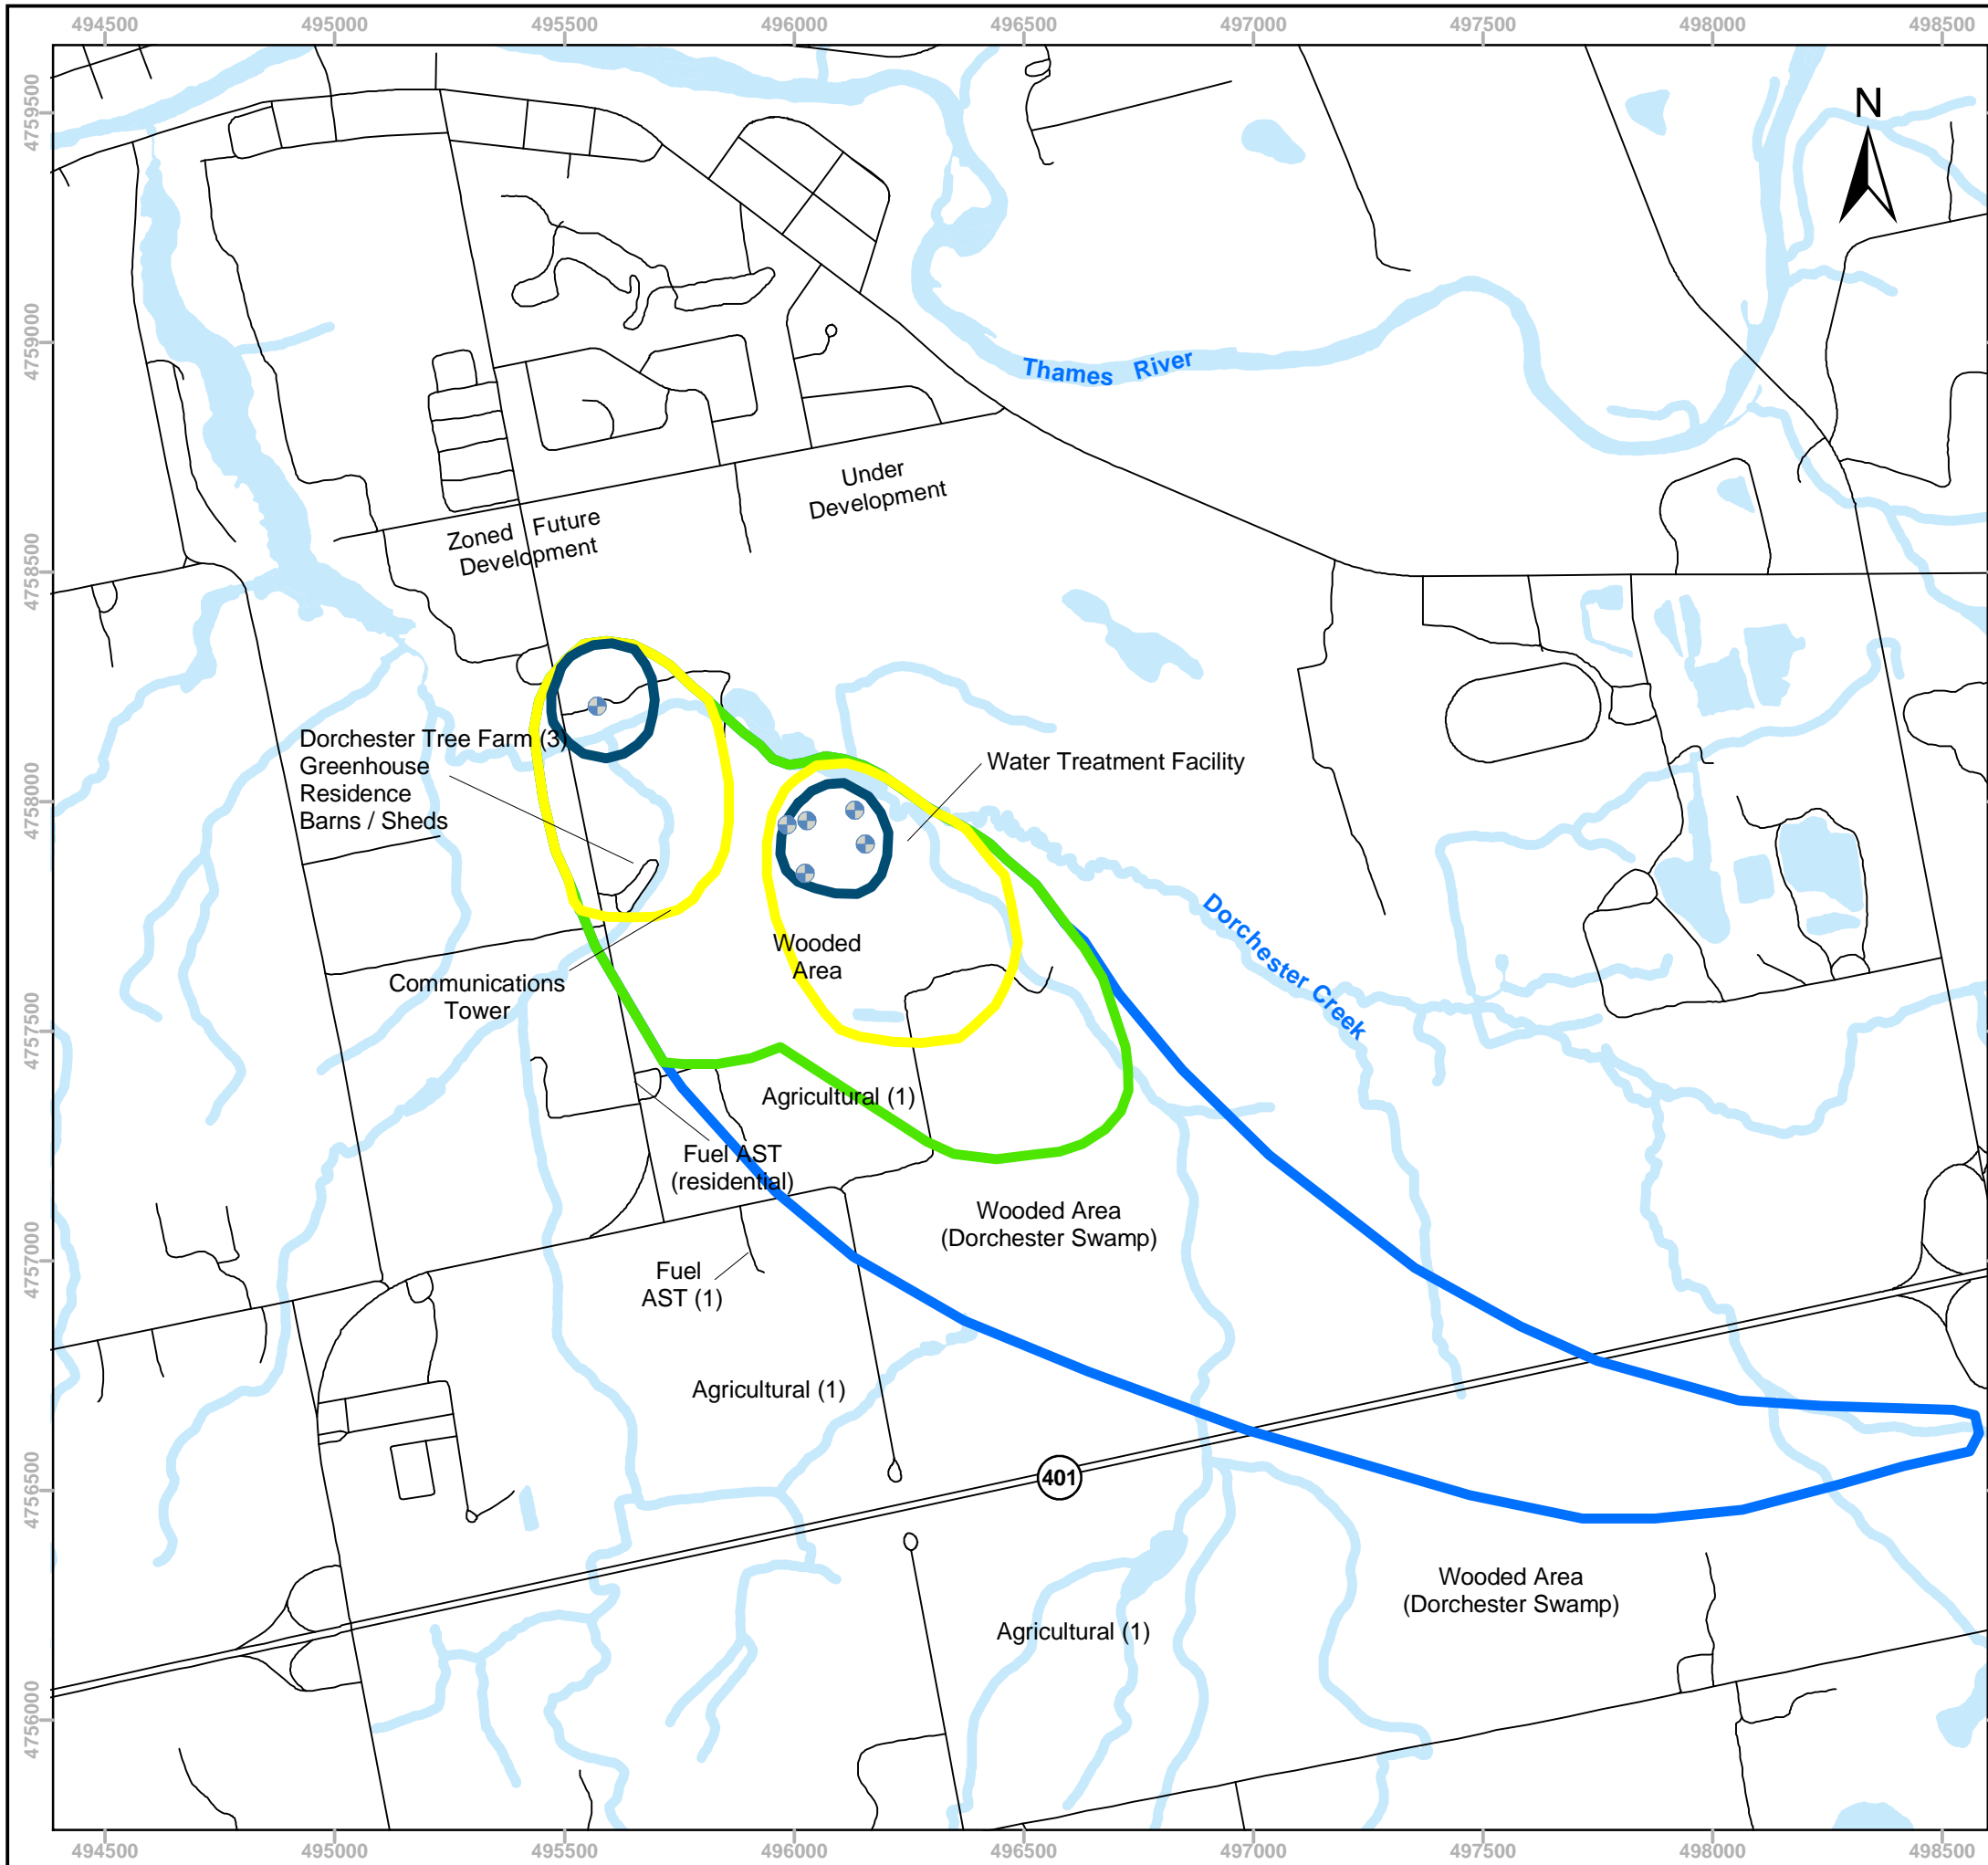 494500 495000 495500 496000 496500 497000 497500 498000 498500
4759500
N
4759000
Thames River
Under
Development
Zoned Future
Development
4758500
Dorchester Tree Farm (3)
Greenhouse
Residence
Barns / Sheds
Water Treatment Facility
4758000
Dorchester Creek
Wooded
Area
Communications
Tower
4757500
Agricultural (1)
Fuel AST
(residential)
Wooded Area
(Dorchester Swamp)
4757000
Fuel
AST (1)
Agricultural (1)
401
4756500
Wooded Area
(Dorchester Swamp)
Agricultural (1)
4756000
494500 495000 495500 496000 496500 497000 497500 498000 498500